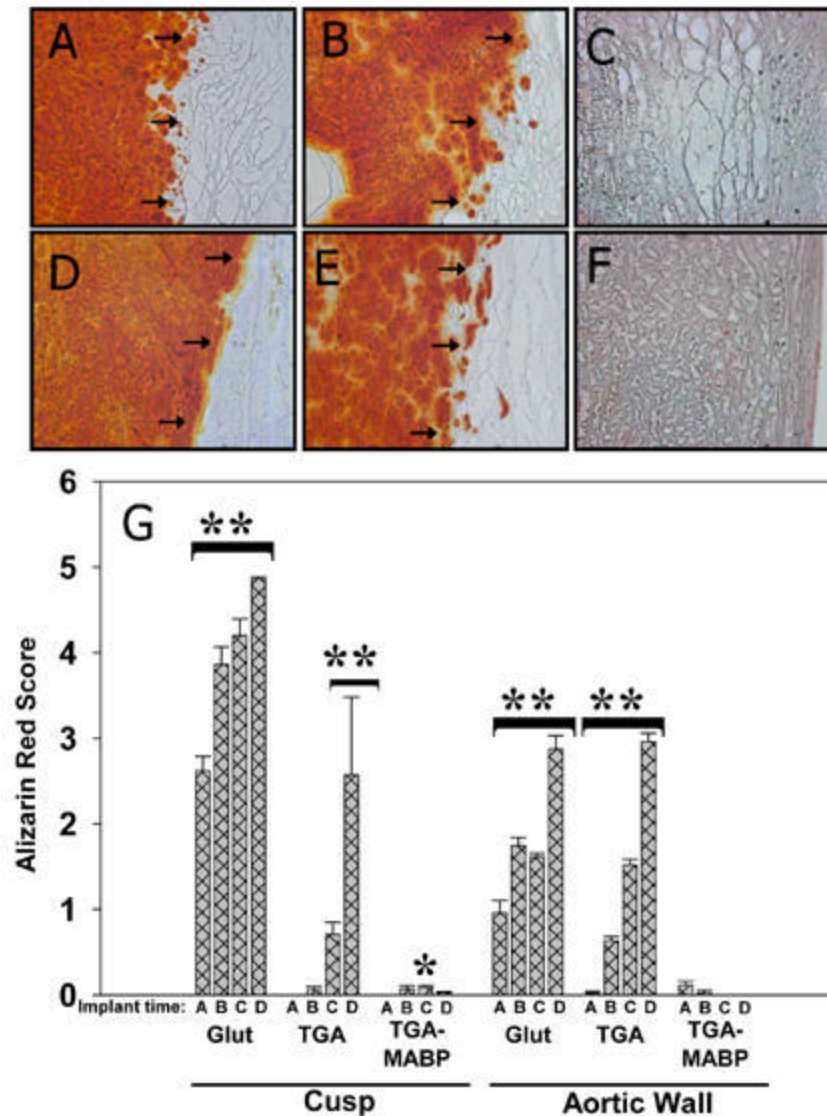 A B C
D E F
6
G
**
5
4
**
** **
3
2
1
*
0
Alizarin Red Score
Implant time: A B C D A B C D A B C D A B C D A B C D A B C D
Glut TGA TGA- Glut TGA TGA-
MABP MABP
Cusp Aortic Wall